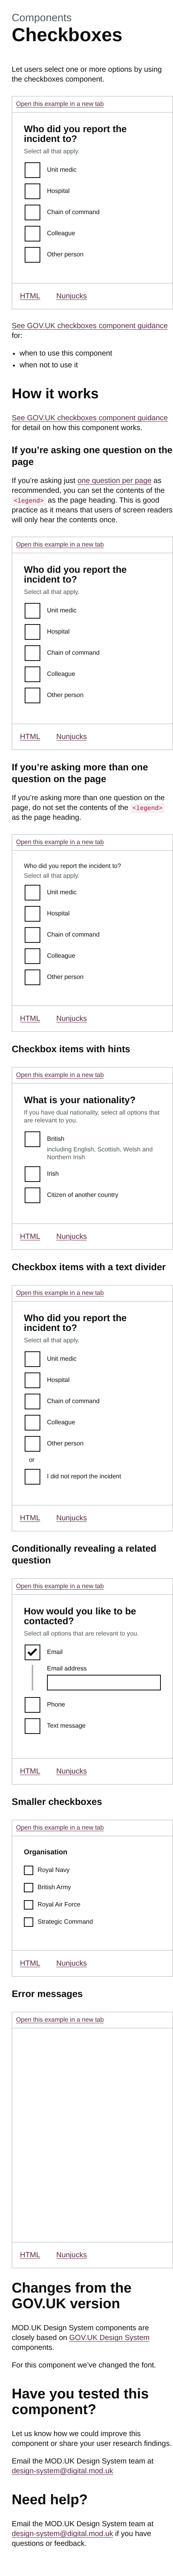 Components
Checkboxes
Let users select one or more options by using
the checkboxes component.
Open this example in a new tab
Who did you report the
incident to?
Select all that apply.
Unit medic
Hospital
Chain of command
Colleague
Other person
HTML Nunjucks
See GOV.UK checkboxes component guidance
for:
• when to use this component
• when not to use it
How it works
See GOV.UK checkboxes component guidance
for detail on how this component works.
If you’re asking one question on the
page
If you’re asking just one question per page as
recommended, you can set the contents of the
<legend> as the page heading. This is good
practice as it means that users of screen readers
will only hear the contents once.
Open this example in a new tab
Who did you report the
incident to?
Select all that apply.
Unit medic
Hospital
Chain of command
Colleague
Other person
HTML Nunjucks
If you’re asking more than one
question on the page
If you’re asking more than one question on the
page, do not set the contents of the <legend>
as the page heading.
Open this example in a new tab
Who did you report the incident to?
Select all that apply.
Unit medic
Hospital
Chain of command
Colleague
Other person
HTML Nunjucks
Checkbox items with hints
Open this example in a new tab
What is your nationality?
If you have dual nationality, select all options that
are relevant to you.
British
including English, Scottish, Welsh and
Northern Irish
Irish
Citizen of another country
HTML Nunjucks
Checkbox items with a text divider
Open this example in a new tab
Who did you report the
incident to?
Select all that apply.
Unit medic
Hospital
Chain of command
Colleague
Other person
or
I did not report the incident
HTML Nunjucks
Conditionally revealing a related
question
Open this example in a new tab
How would you like to be
contacted?
Select all options that are relevant to you.
Email
Email address
Phone
Text message
HTML Nunjucks
Smaller checkboxes
Open this example in a new tab
Organisation
Royal Navy
British Army
Royal Air Force
Strategic Command
HTML Nunjucks
Error messages
Open this example in a new tab
HTML Nunjucks
Changes from the
GOV.UK version
MOD.UK Design System components are
closely based on GOV.UK Design System
components.
For this component we’ve changed the font.
Have you tested this
component?
Let us know how we could improve this
component or share your user research findings.
Email the MOD.UK Design System team at
design-system@digital.mod.uk
Need help?
Email the MOD.UK Design System team at
design-system@digital.mod.uk if you have
questions or feedback.